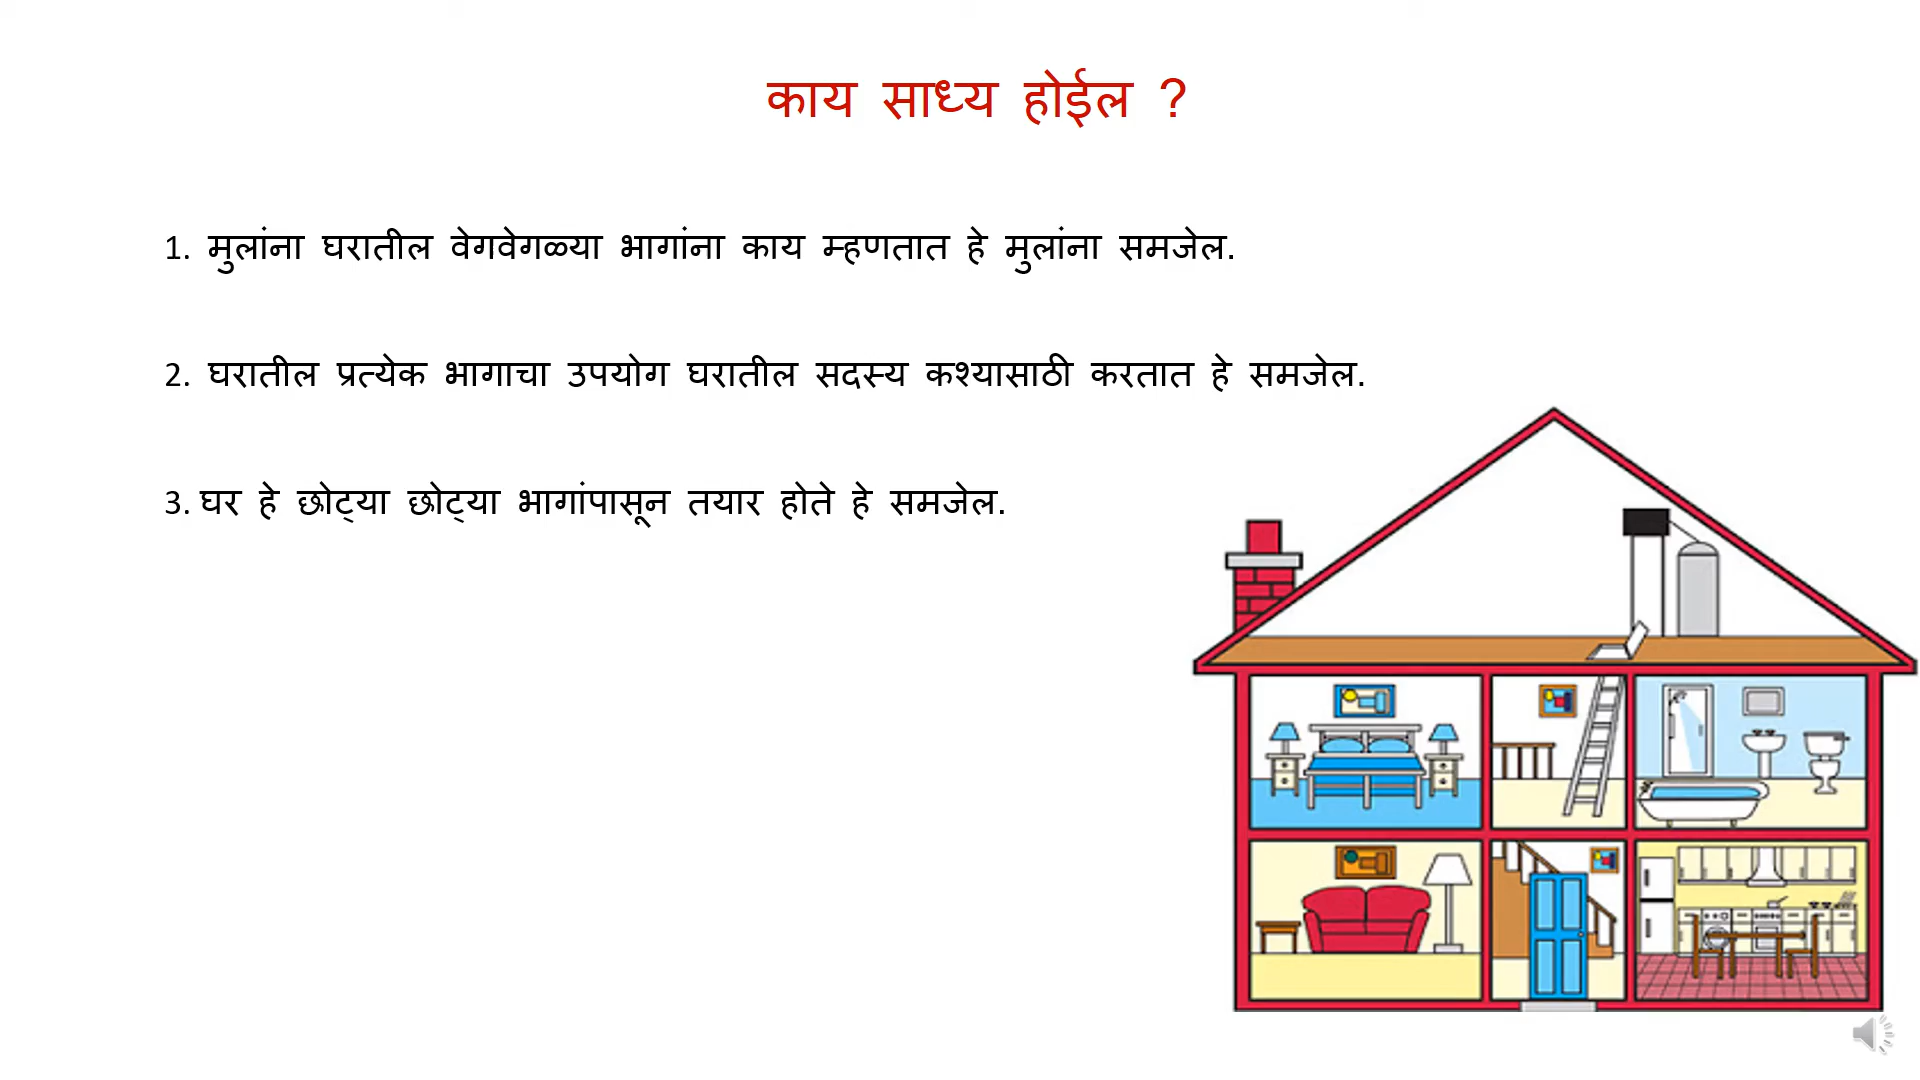 काय साध्य होईल ?
1. मुलांना घरातील वेगवेगळ्या भागांना काय म्हणतात हे मुलांना समजेल.
2. घरातील प्रत्येक भागाचा उपयोग घरातील सदस्य कश्यासाठी करतात हे समजेल.
3. घर हे छोट्या छोट्या भागांपासून तयार होते हे समजेल.